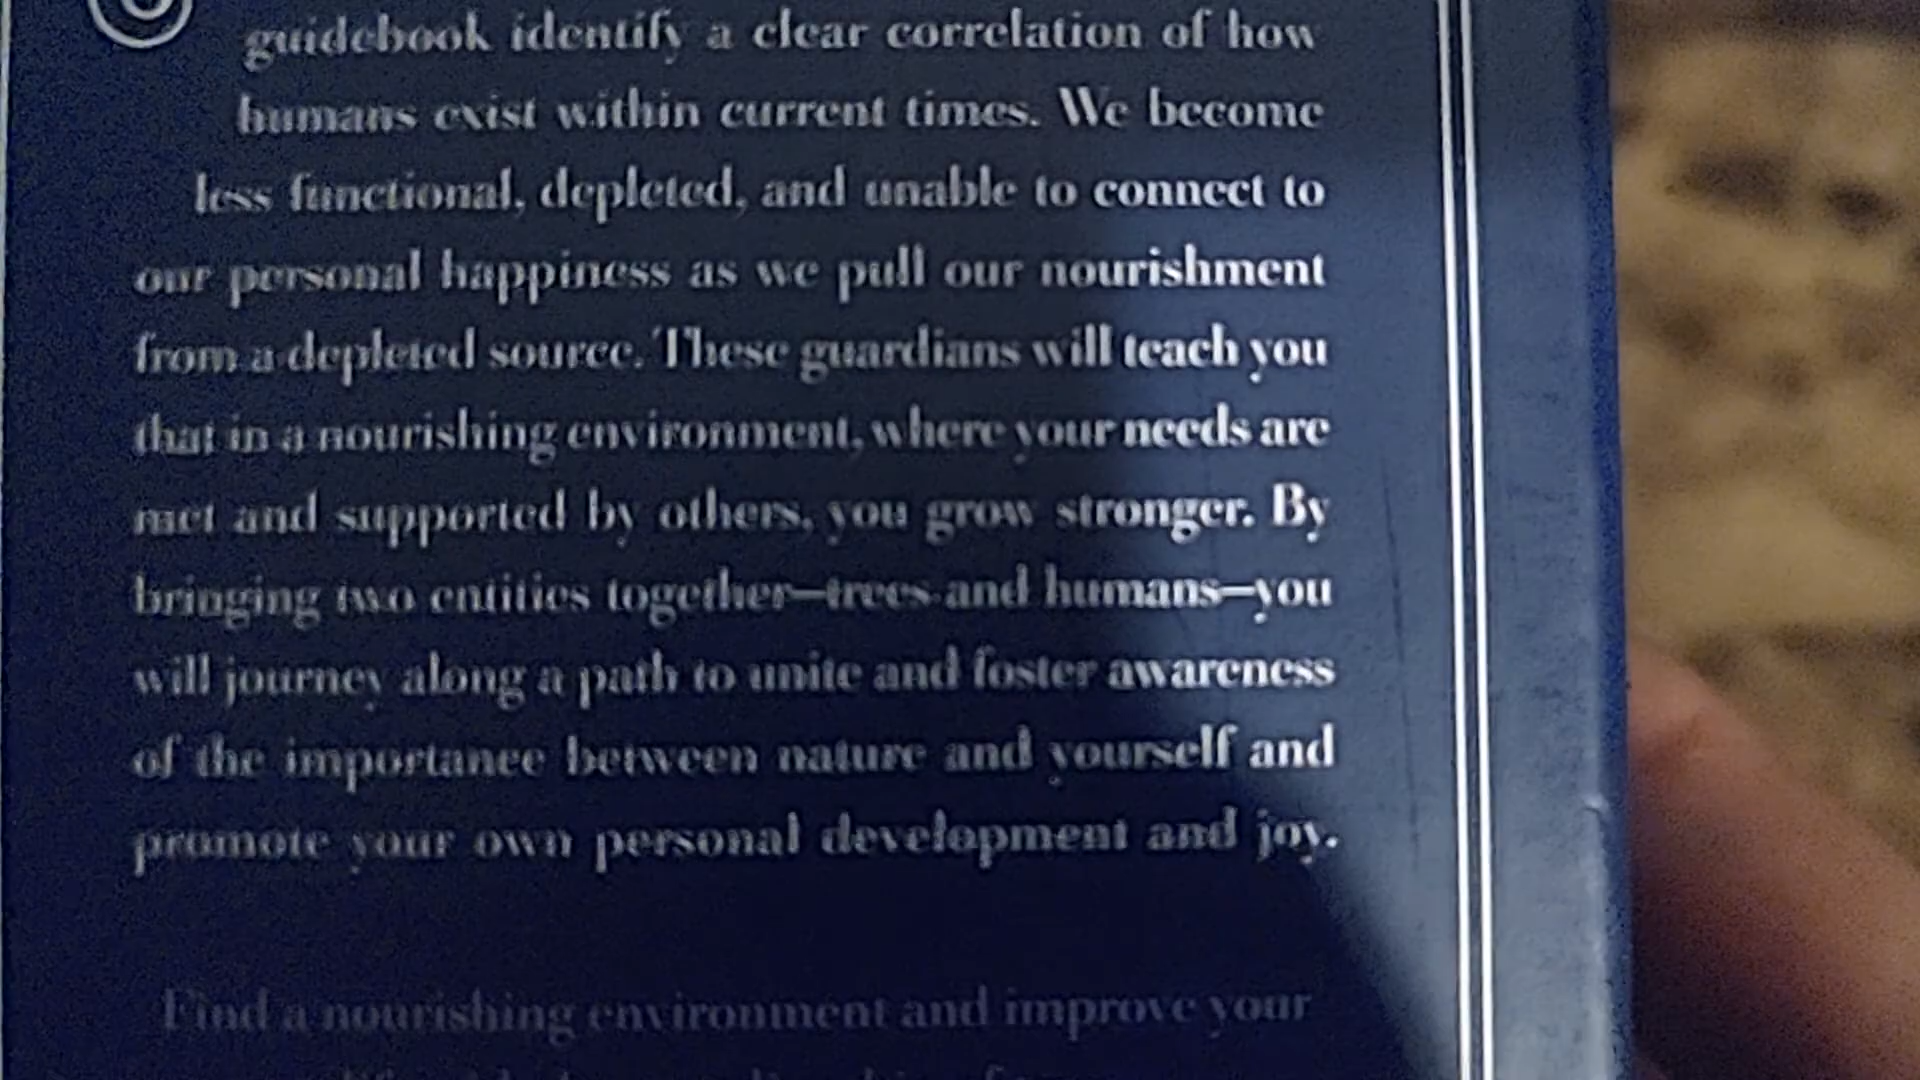 guidebook identify a clear correlation of how
humans exist within current times. We become
less functional, depleted, and unable to connect to
our personal happiness as we pull our nourishment
from a depleted source. These guardians will teach you
that in a nourishing environment, where your needs are
met and supported by others, you grow stronger. By
bringing two entities together—trees and humans—you
will journey along a path to unite and foster awareness
of the importance between nature and yourself and
promote your own personal development and joy.
Find a nourishing environment and improve your